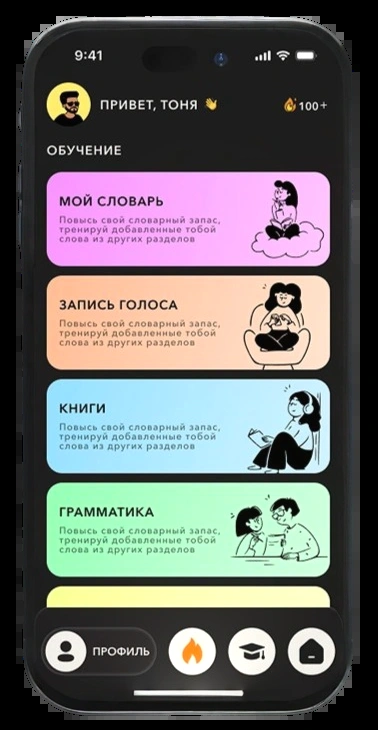 9:41
ПРИВЕТ, ТОНЯ 👋
100+
ОБУЧЕНИЕ
МОЙ СЛОВАРЬ
Повысь свой словарный запас,
тренируй добавленные тобой
слова из других разделов
ЗАПИСЬ ГОЛОСА
Повысь свой словарный запас,
тренируй добавленные тобой
слова из других разделов
КНИГИ
Повысь свой словарный запас,
тренируй добавленные тобой
слова из других разделов
ГРАММАТИКА
Повысь свой словарный запас,
тренируй добавленные тобой
слова из других разделов
ПРОФИЛЬ